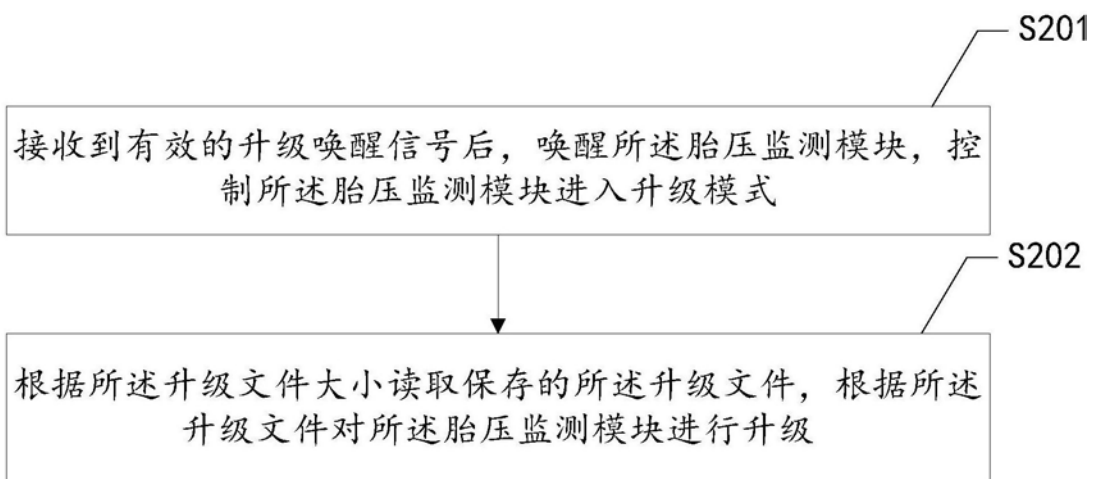 S201
接收到有效的升级唤醒信号后，唤醒所述胎压监测模块，控
制所述胎压监测模块进入升级模式
S202
根据所述升级文件大小读取保存的所述升级文件，根据所述
升级文件对所述胎压监测模块进行升级